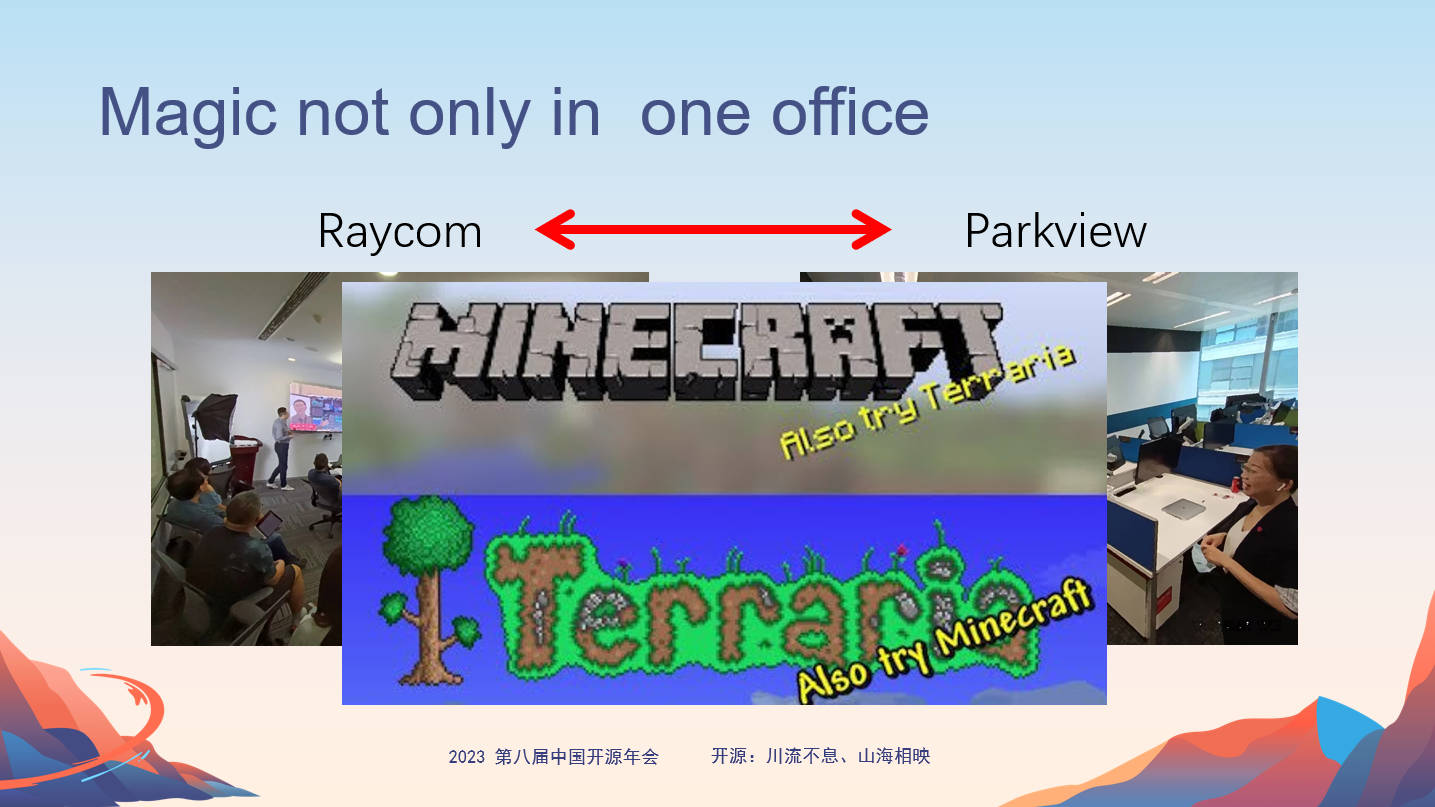 Magic not only in one office
Raycom
Parkview
MINECRAFT
Also try Terraria
Terraria
Also try Minecraft
2023 第八届中国开源年会
开源：川流不息、山海相映